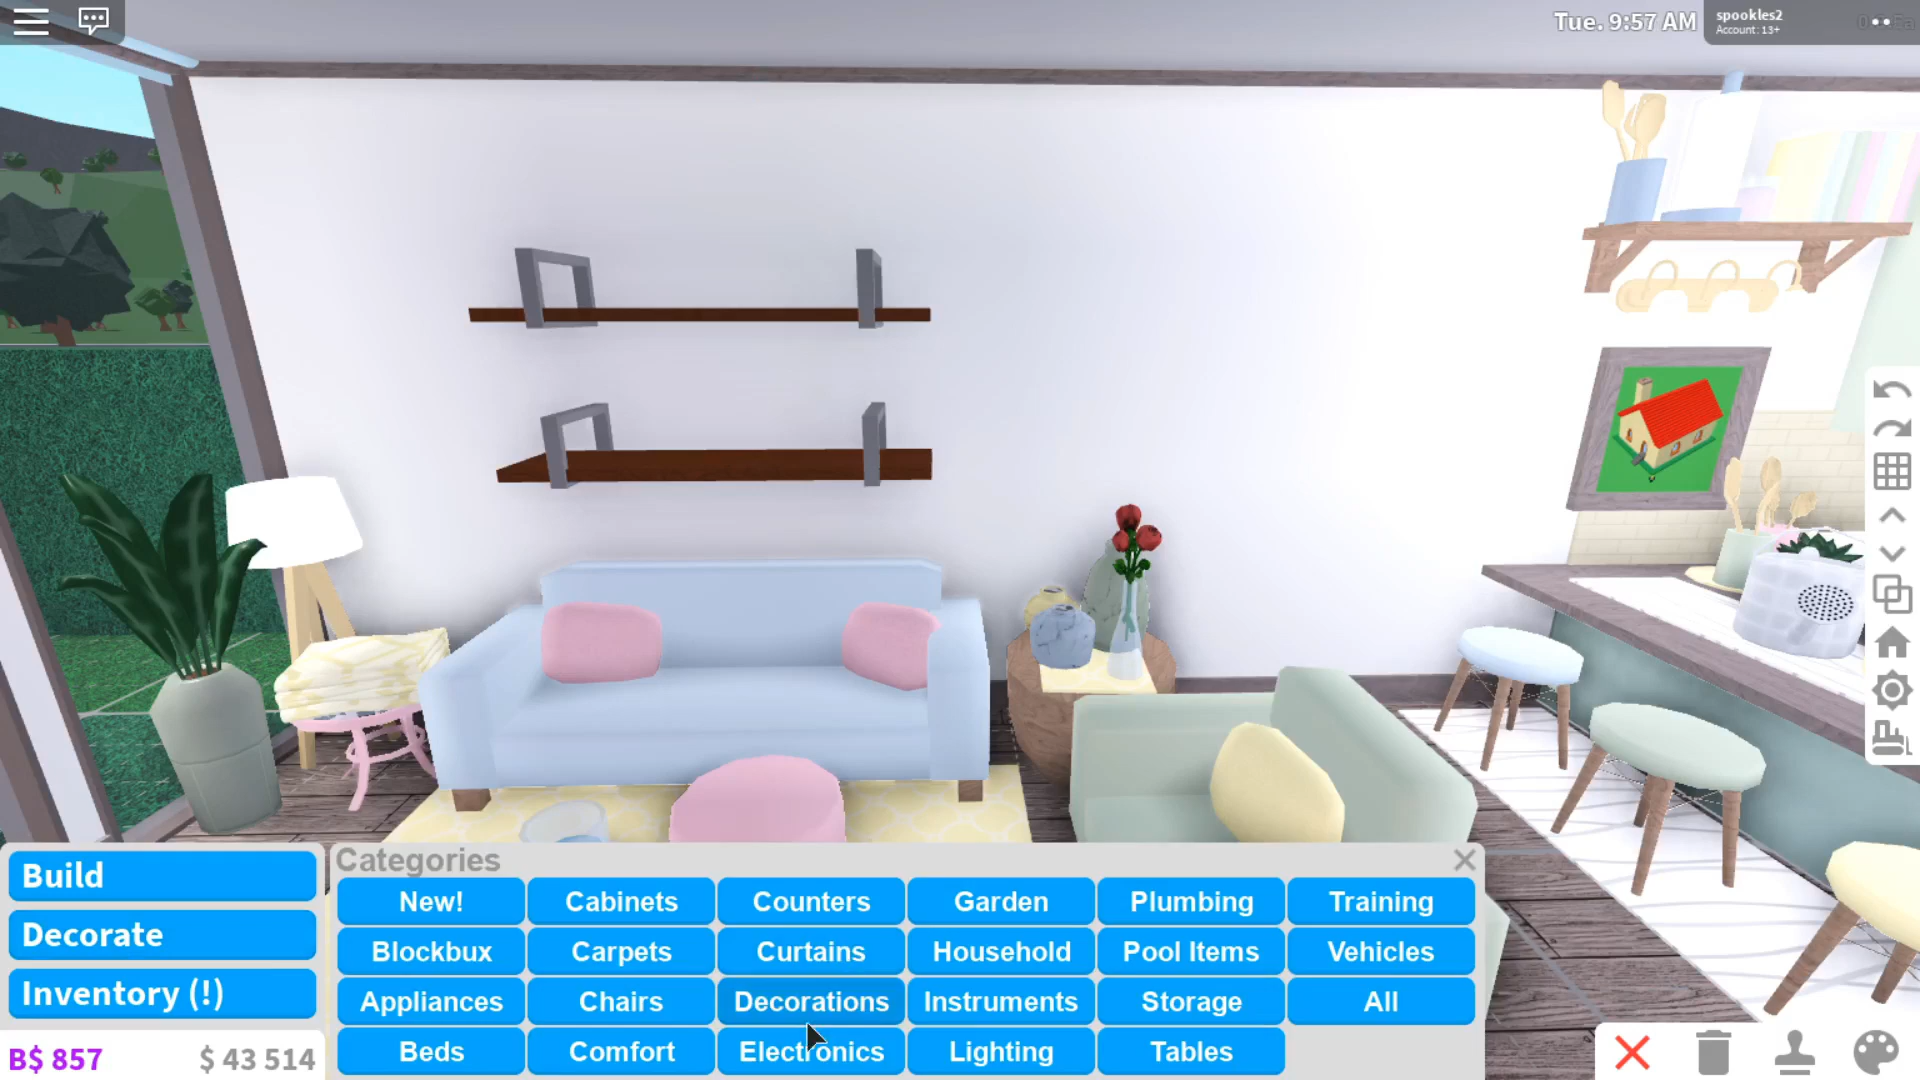 Tue. 9:57 AM
spookles2
Account: 13+
Build
Decorate
Inventory (!)
B$ 857
$ 43 514
Categories
New! Cabinets Counters Garden Plumbing Training
Blockbux Carpets Curtains Household Pool Items Vehicles
Appliances Chairs Decorations Instruments Storage All
Beds Comfort Electronics Lighting Tables